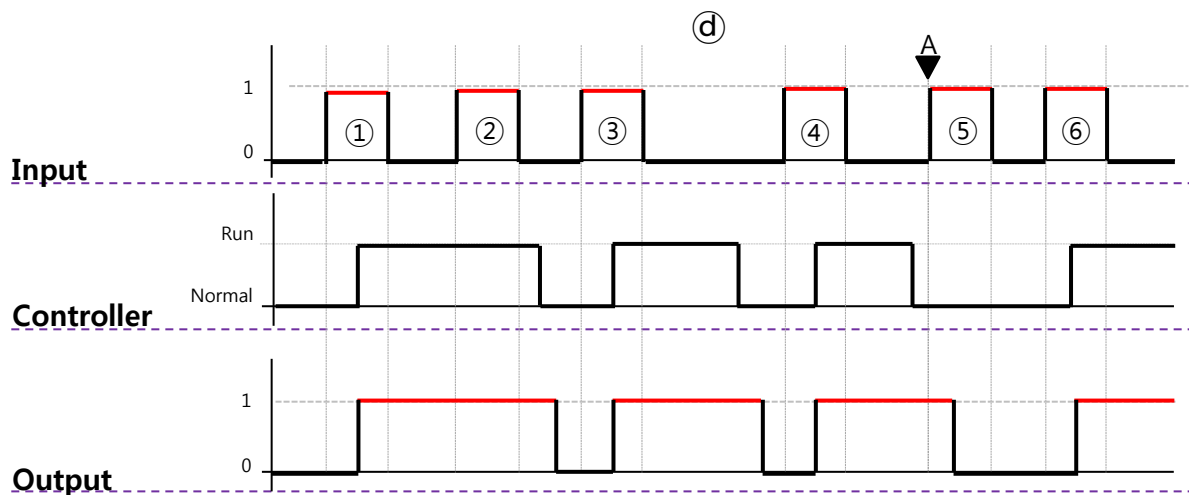 ⓓ
A
1
① ② ③ ④ ⑤ ⑥
0
Input
Run
Normal
Controller
1
0
Output